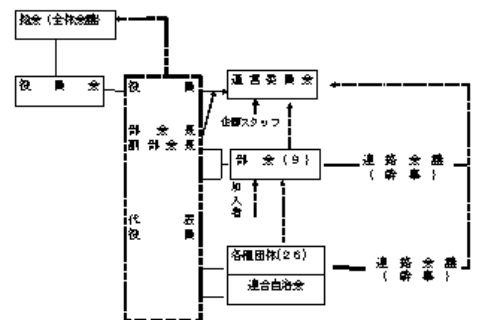 総会（全体会議）
役員会
役員
運営委員会
企画スタッフ
部会長
副部会長
部会（９）
連絡会議
（幹事）
加入者
代表
役員
各種団体(２６)
連合自治会
連絡会議
（幹事）